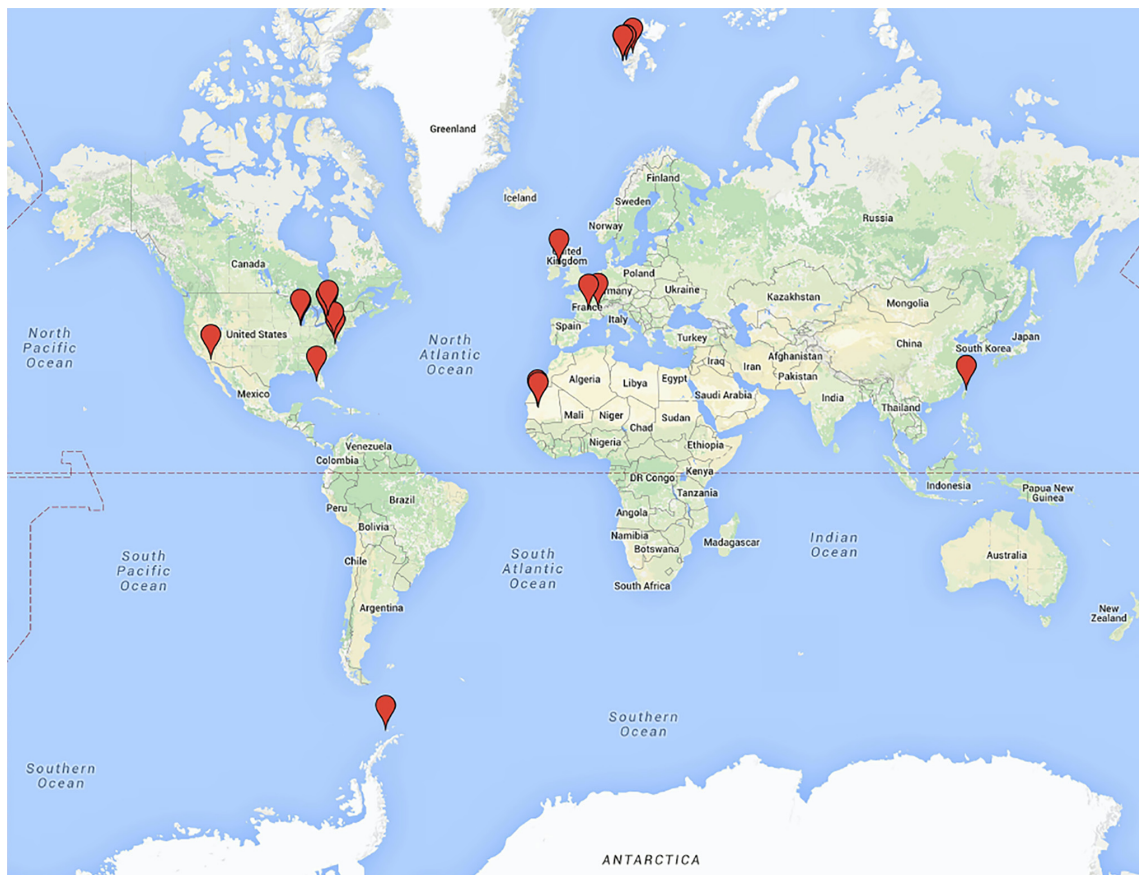 Greenland
Iceland
Finland
Sweden
Norway
Russia
Canada
United
Kingdom
Poland
Germany
Ukraine
Kazakhstan
Mongolia
France
North
Pacific
Ocean
United States
North
Atlantic
Ocean
Spain
Italy
Turkey
China
South Korea
Japan
Iraq
Iran
Afghanistan
Pakistan
Mexico
Algeria
Libya
Egypt
Saudi Arabia
India
Thailand
Mali
Niger
Chad
Sudan
Nigeria
Ethiopia
Venezuela
Colombia
DR Congo
Kenya
Tanzania
Indonesia
Papua New
Guinea
Peru
Brazil
Bolivia
Angola
Namibia
Botswana
Madagascar
Indian
Ocean
South
Pacific
Ocean
Chile
South
Atlantic
Ocean
Australia
South Africa
Argentina
New
Zealand
Southern
Ocean
Southern
Ocean
ANTARCTICA